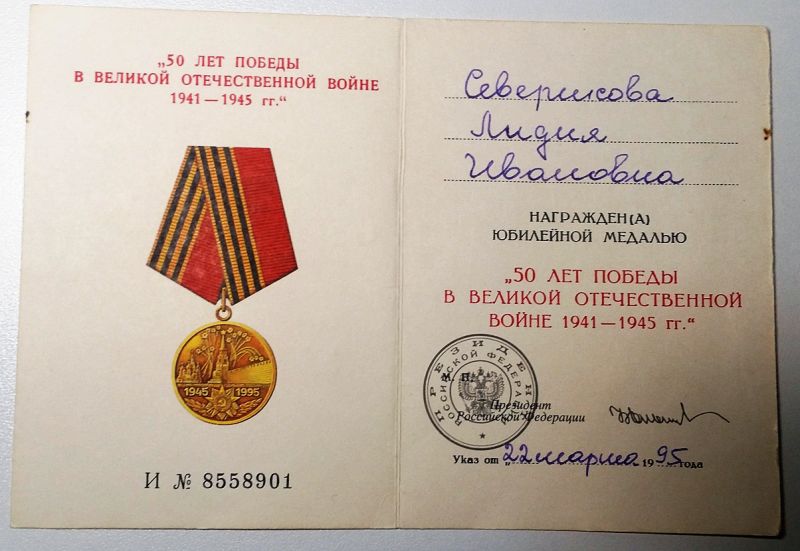 „50 ЛЕТ ПОБЕДЫ
В ВЕЛИКОЙ ОТЕЧЕСТВЕННОЙ ВОЙНЕ
1941 — 1945 гг.“
1945 1995
И № 8558901
Северисова
Лидия
Ивановна
НАГРАЖДЕН(А)
ЮБИЛЕЙНОЙ МЕДАЛЬЮ
„50 ЛЕТ ПОБЕДЫ
В ВЕЛИКОЙ ОТЕЧЕСТВЕННОЙ
ВОЙНЕ 1941 — 1945 гг.“
ПРЕЗИДЕНТ
РОССИЙСКОЙ ФЕДЕРАЦИИ
М. П.
Президент
Российской Федерации
Указ от „22 марта 1995 года